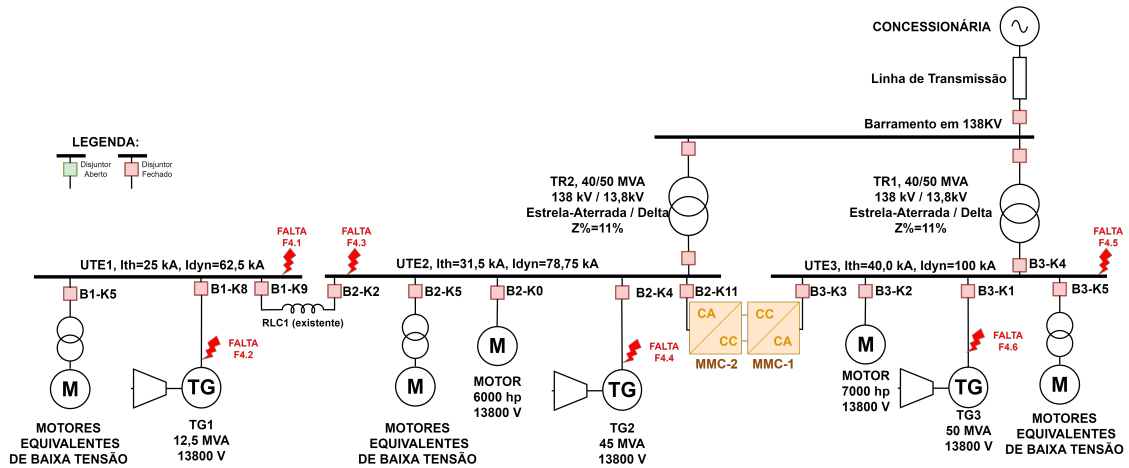 CONCESSIONÁRIA
Linha de Transmissão
Barramento em 138KV
LEGENDA:
Disjuntor
Aberto
Disjuntor
Fechado
TR2, 40/50 MVA
138 kV / 13,8kV
Estrela-Aterrada / Delta
Z%=11%
TR1, 40/50 MVA
138 kV / 13,8kV
Estrela-Aterrada / Delta
Z%=11%
FALTA
F4.1
FALTA
F4.3
FALTA
F4.5
UTE1, Ith=25 kA, Idyn=62,5 kA
UTE2, Ith=31,5 kA, Idyn=78,75 kA
UTE3, Ith=40,0 kA, Idyn=100 kA
B3-K4
B1-K5
B1-K8
B1-K9
B2-K2
B2-K5
B2-K0
B2-K4
B2-K11
B3-K3
B3-K2
B3-K1
B3-K5
RLC1 (existente)
CA
CC
CC
CA
MMC-2
MMC-1
FALTA
F4.2
FALTA
F4.4
FALTA
F4.6
M
TG
M
M
TG
M
TG
M
MOTORES
EQUIVALENTES
DE BAIXA TENSÃO
TG1
12,5 MVA
13800 V
MOTORES
EQUIVALENTES
DE BAIXA TENSÃO
MOTOR
6000 hp
13800 V
TG2
45 MVA
13800 V
MOTOR
7000 hp
13800 V
TG3
50 MVA
13800 V
MOTORES
EQUIVALENTES
DE BAIXA TENSÃO